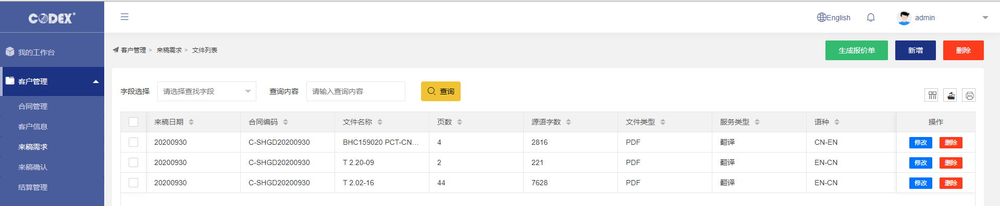 CODEX®
English
admin
我的工作台
客户管理
合同管理
客户信息
来稿需求
来稿确认
结算管理
客户管理 > 来稿需求 > 文件列表
生成报价单
新增
删除
字段选择 请选择查找字段 查询内容 请输入查询内容 查询
来稿日期 合同编码 文件名称 页数 源语字数 文件类型 服务类型 语种 操作
20200930 C-SHGD20200930 BHC159020 PCT-CN... 4 2816 PDF 翻译 CN-EN 修改 删除
20200930 C-SHGD20200930 T 2.20-09 2 221 PDF 翻译 EN-CN 修改 删除
20200930 C-SHGD20200930 T 2.02-16 44 7628 PDF 翻译 EN-CN 修改 删除